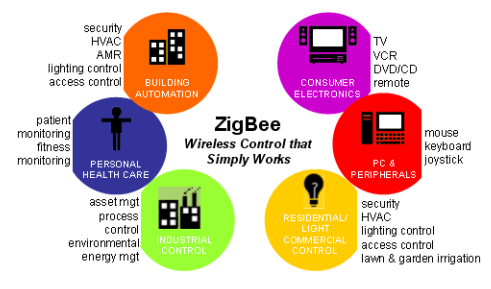 security
HVAC
AMR
lighting control
access control
BUILDING
AUTOMATION
CONSUMER
ELECTRONICS
TV
VCR
DVD/CD
remote
patient
monitoring
fitness
monitoring
PERSONAL
HEALTH CARE
ZigBee
Wireless Control that
Simply Works
PC &
PERIPHERALS
mouse
keyboard
joystick
asset mgt
process
control
environmental
energy mgt
INDUSTRIAL
CONTROL
RESIDENTIAL/
LIGHT
COMMERCIAL
CONTROL
security
HVAC
lighting control
access control
lawn & garden irrigation